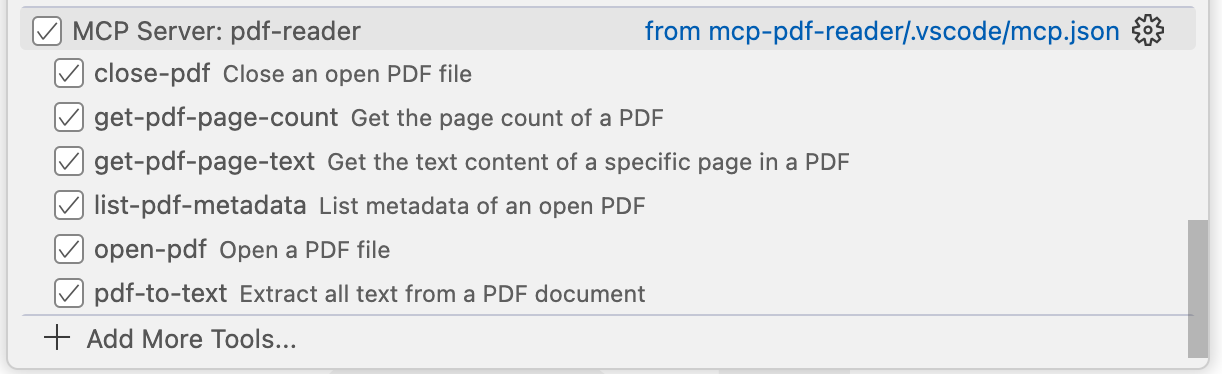 MCP Server: pdf-reader from mcp-pdf-reader/.vscode/mcp.json
close-pdf Close an open PDF file
get-pdf-page-count Get the page count of a PDF
get-pdf-page-text Get the text content of a specific page in a PDF
list-pdf-metadata List metadata of an open PDF
open-pdf Open a PDF file
pdf-to-text Extract all text from a PDF document
Add More Tools...